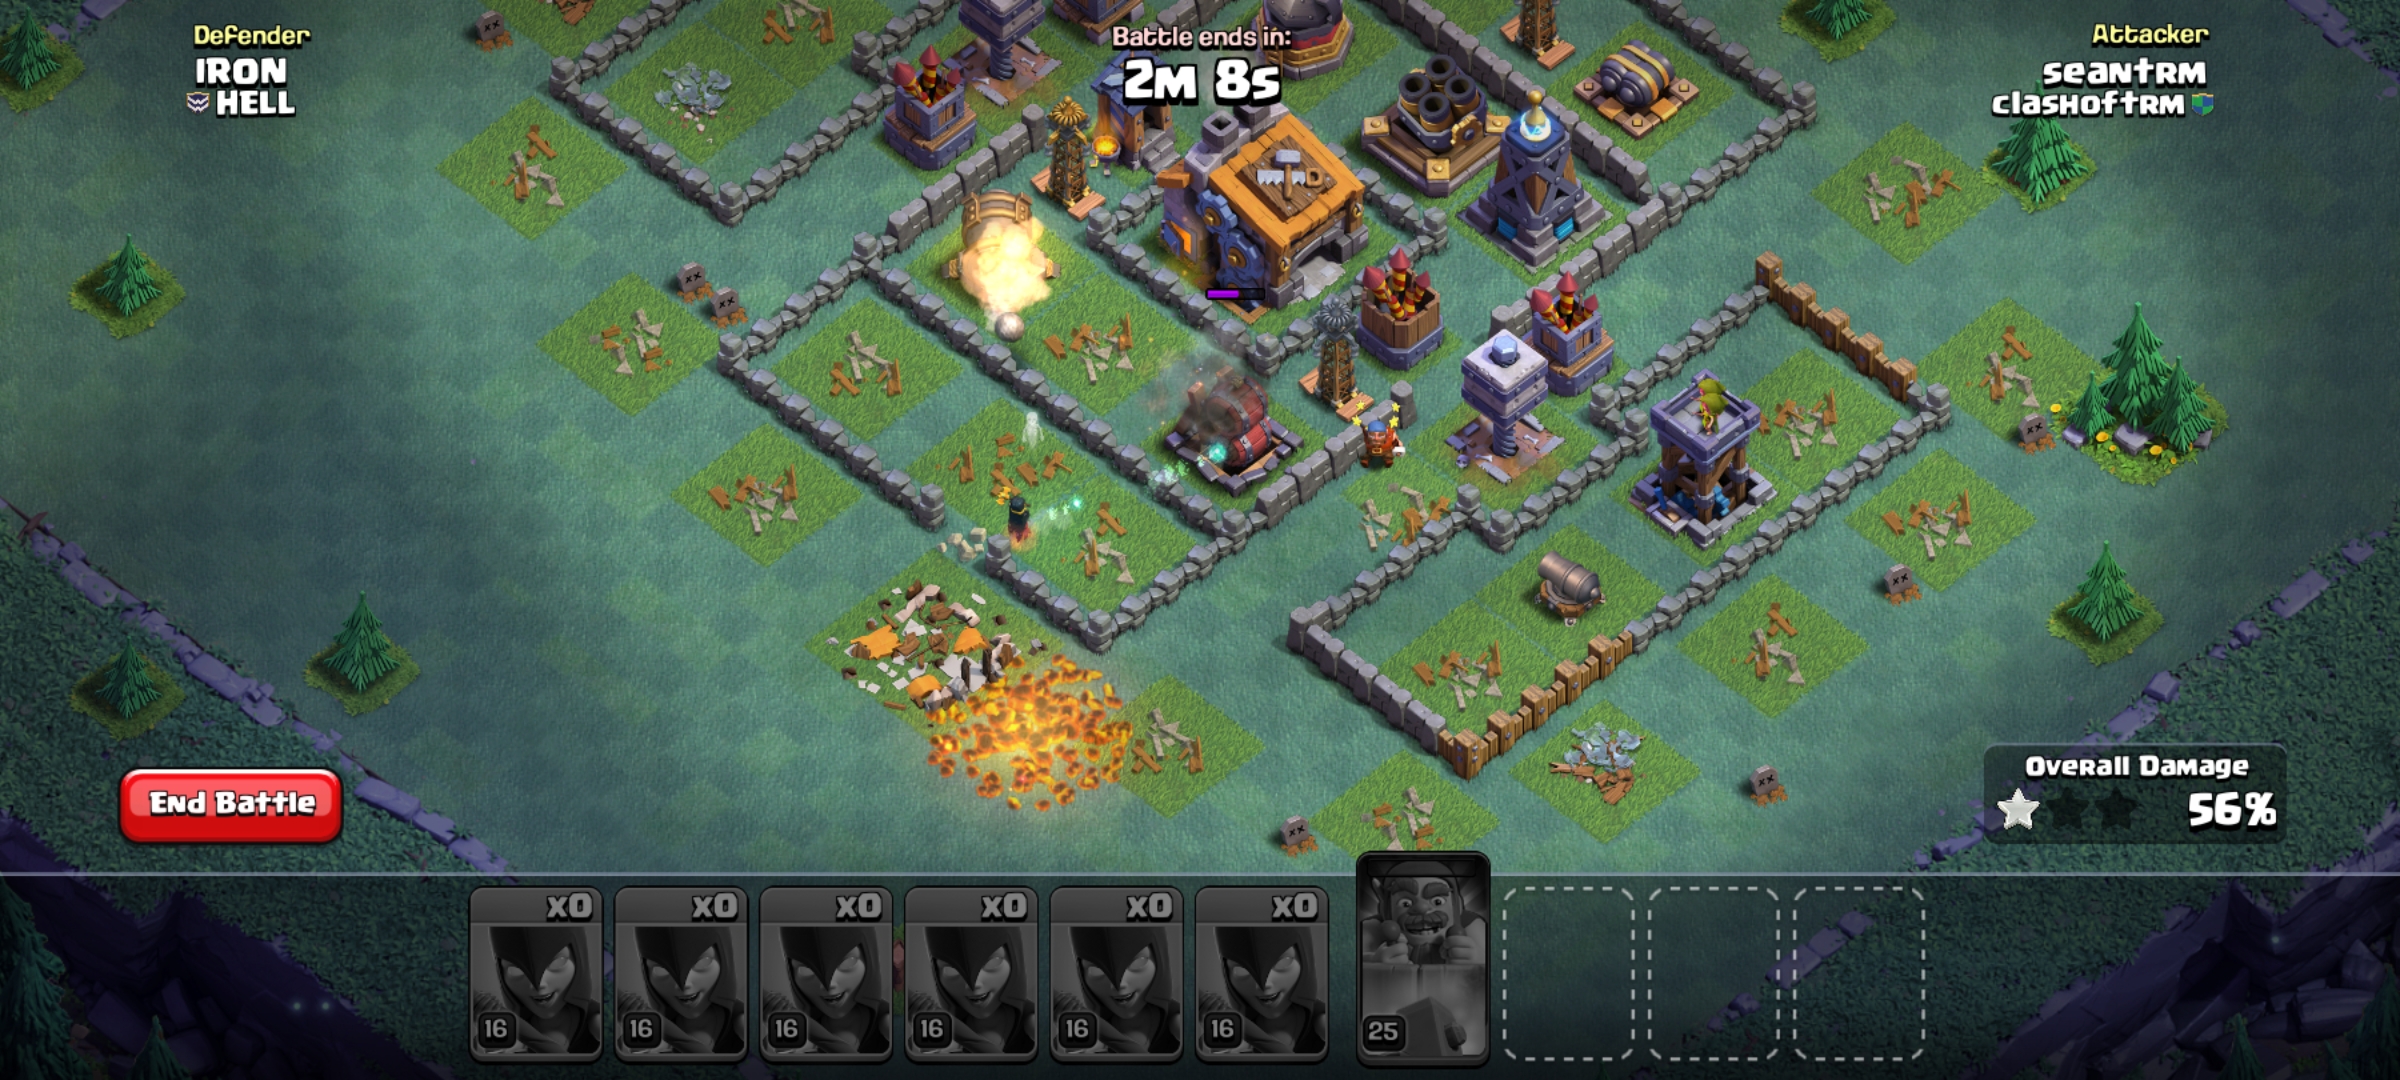 Defender
IRON
HELL
Battle ends in:
2M 8S
Attacker
seantRM
clashoftRM
End Battle
Overall Damage
56%
x0
x0
x0
x0
x0
x0
16
16
16
16
16
16
25